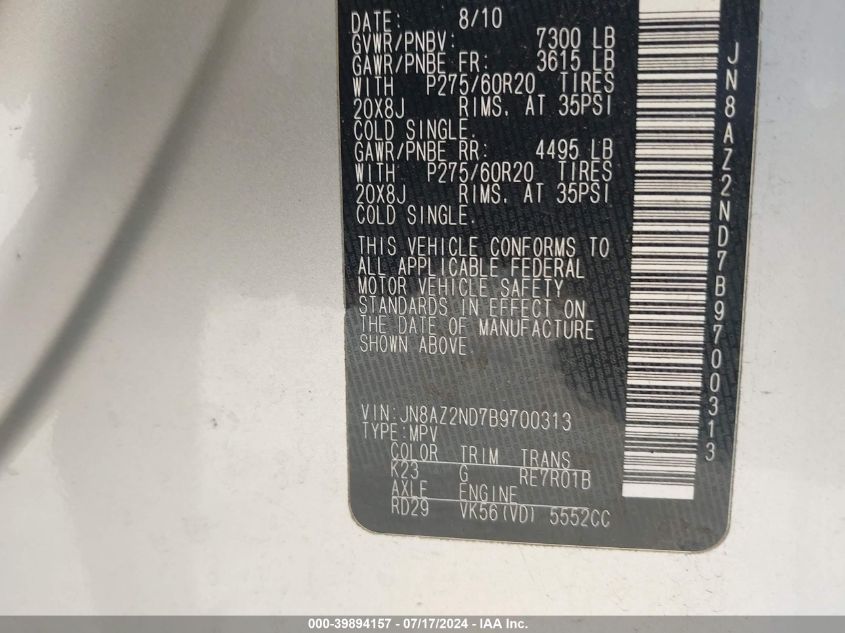 DATE: 8/10
GVWR/PNBV: 7300 LB
GAWR/PNBE FR: 3615 LB
WITH P275/60R20 TIRES
20X8J RIMS, AT 35PSI
COLD SINGLE.
GAWR/PNBE RR: 4495 LB
WITH P275/60R20 TIRES
20X8J RIMS, AT 35PSI
COLD SINGLE.
THIS VEHICLE CONFORMS TO
ALL APPLICABLE FEDERAL
MOTOR VEHICLE SAFETY
STANDARDS IN EFFECT ON
THE DATE OF MANUFACTURE
SHOWN ABOVE.
VIN:JN8AZ2ND7B9700313
TYPE:MPV
COLOR TRIM TRANS
K23 G RE7R01B
AXLE ENGINE
RD29 VK56(VD) 5552CC
JN8AZ2ND7B9700313
000-39894157 - 07/17/2024 - IAA Inc.